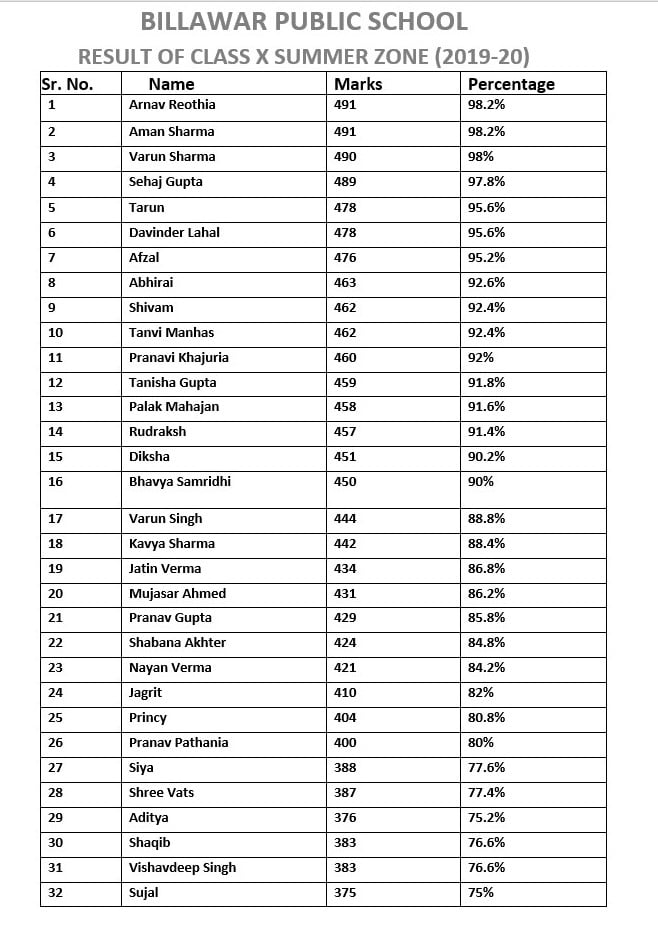 BILLAWAR PUBLIC SCHOOL
RESULT OF CLASS X SUMMER ZONE (2019-20)
Sr. No. Name Marks Percentage
1 Arnav Reothia 491 98.2%
2 Aman Sharma 491 98.2%
3 Varun Sharma 490 98%
4 Sehaj Gupta 489 97.8%
5 Tarun 478 95.6%
6 Davinder Lahal 478 95.6%
7 Afzal 476 95.2%
8 Abhirai 463 92.6%
9 Shivam 462 92.4%
10 Tanvi Manhas 462 92.4%
11 Pranavi Khajuria 460 92%
12 Tanisha Gupta 459 91.8%
13 Palak Mahajan 458 91.6%
14 Rudraksh 457 91.4%
15 Diksha 451 90.2%
16 Bhavya Samridhi 450 90%
17 Varun Singh 444 88.8%
18 Kavya Sharma 442 88.4%
19 Jatin Verma 434 86.8%
20 Mujasar Ahmed 431 86.2%
21 Pranav Gupta 429 85.8%
22 Shabana Akhter 424 84.8%
23 Nayan Verma 421 84.2%
24 Jagrit 410 82%
25 Princy 404 80.8%
26 Pranav Pathania 400 80%
27 Siya 388 77.6%
28 Shree Vats 387 77.4%
29 Aditya 376 75.2%
30 Shaqib 383 76.6%
31 Vishavdeep Singh 383 76.6%
32 Sujal 375 75%